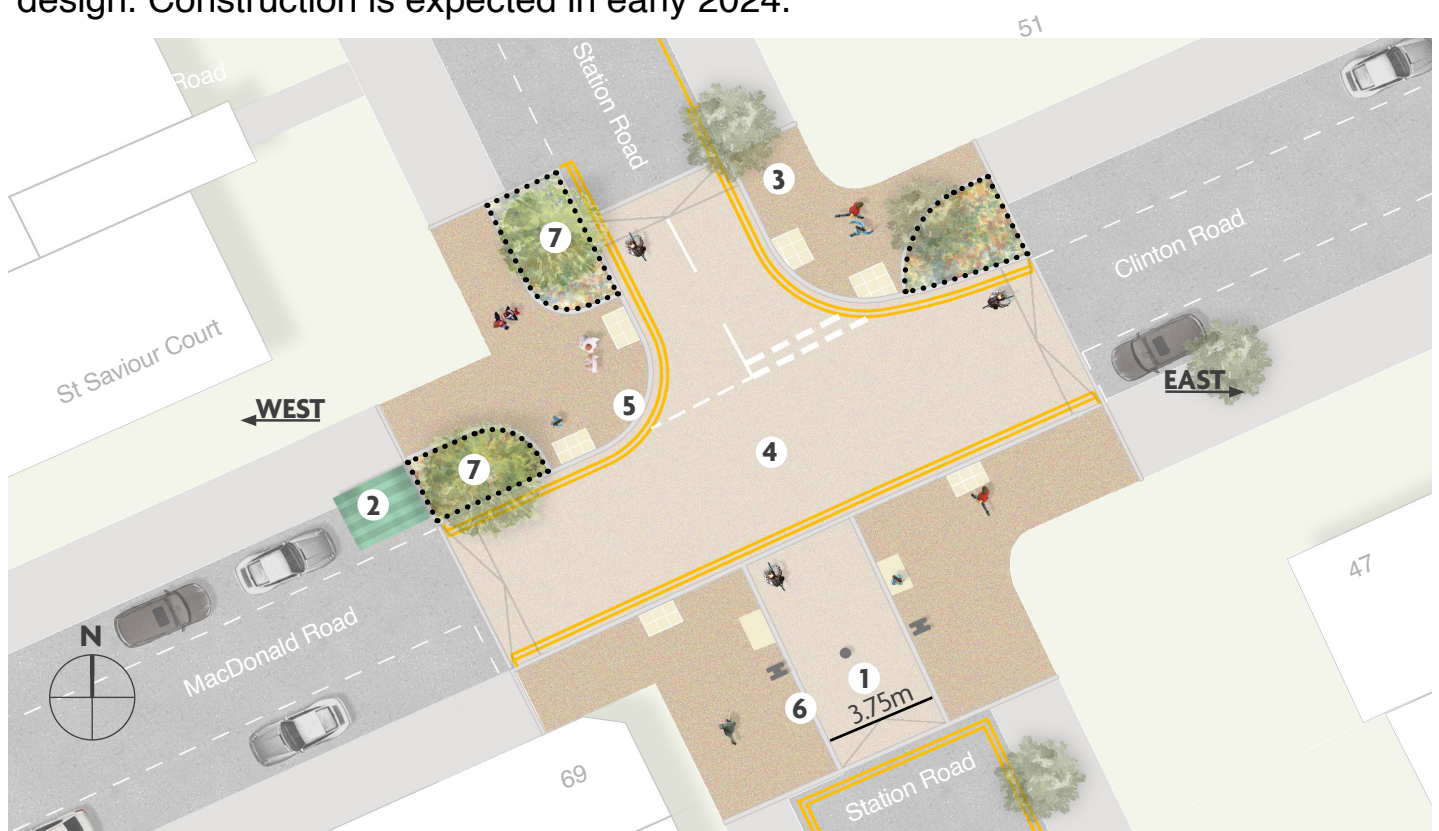 design. Construction is expected in early 2024.
51
Road
Station Road
3
7
Clinton Road
St Saviour Court
WEST
EAST
5
4
7
2
47
N
MacDonald Road
1
3.75m
6
69
Station Road